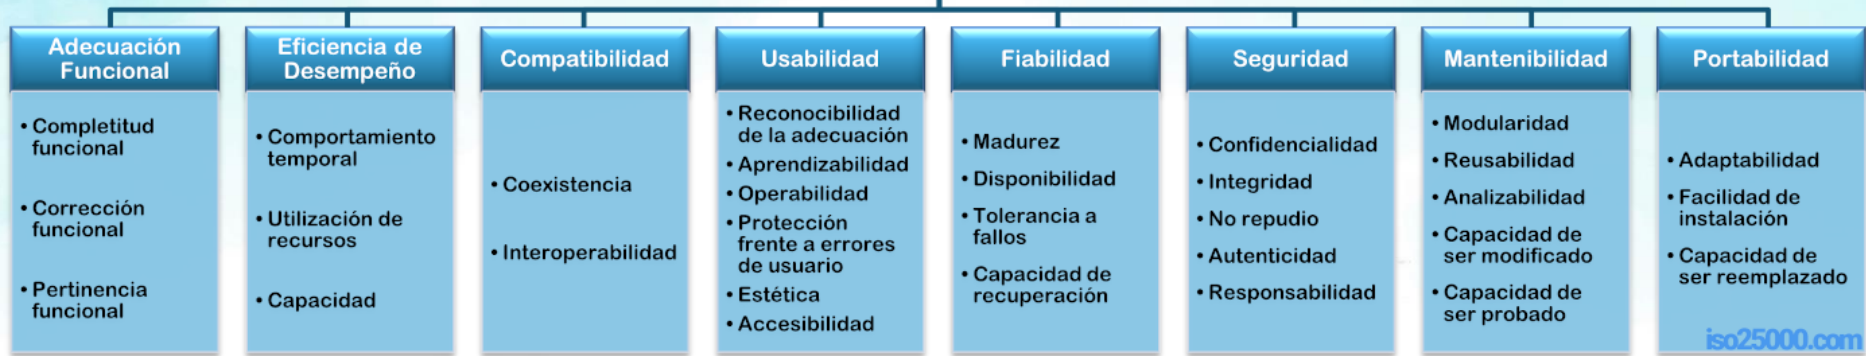 Adecuación
Funcional
• Completitud
funcional
• Corrección
funcional
• Pertinencia
funcional
Eficiencia de
Desempeño
• Comportamiento
temporal
• Utilización de
recursos
• Capacidad
Compatibilidad
• Coexistencia
• Interoperabilidad
Usabilidad
• Reconocibilidad
de la adecuación
• Aprendizabilidad
• Operabilidad
• Protección
frente a errores
de usuario
• Estética
• Accesibilidad
Fiabilidad
• Madurez
• Disponibilidad
• Tolerancia a
fallos
• Capacidad de
recuperación
Seguridad
• Confidencialidad
• Integridad
• No repudio
• Autenticidad
• Responsabilidad
Mantenibilidad
• Modularidad
• Reusabilidad
• Analizabilidad
• Capacidad de
ser modificado
• Capacidad de
ser probado
Portabilidad
• Adaptabilidad
• Facilidad de
instalación
• Capacidad de
ser reemplazado
iso25000.com